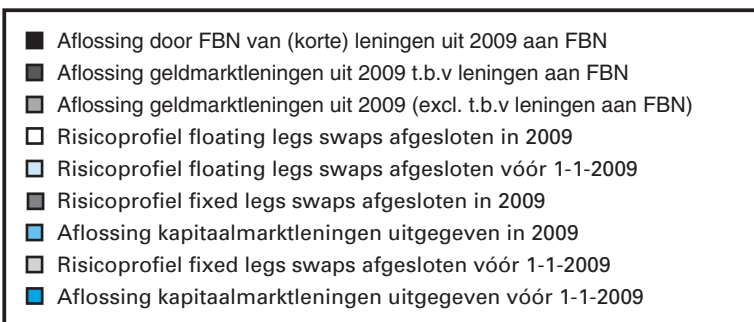 Aflossing door FBN van (korte) leningen uit 2009 aan FBN
Aflossing geldmarktleningen uit 2009 t.b.v leningen aan FBN
Aflossing geldmarktleningen uit 2009 (excl. t.b.v leningen aan FBN)
Risicoprofiel floating legs swaps afgesloten in 2009
Risicoprofiel floating legs swaps afgesloten vóór 1-1-2009
Risicoprofiel fixed legs swaps afgesloten in 2009
Aflossing kapitaalmarktleningen uitgegeven in 2009
Risicoprofiel fixed legs swaps afgesloten vóór 1-1-2009
Aflossing kapitaalmarktleningen uitgegeven vóór 1-1-2009